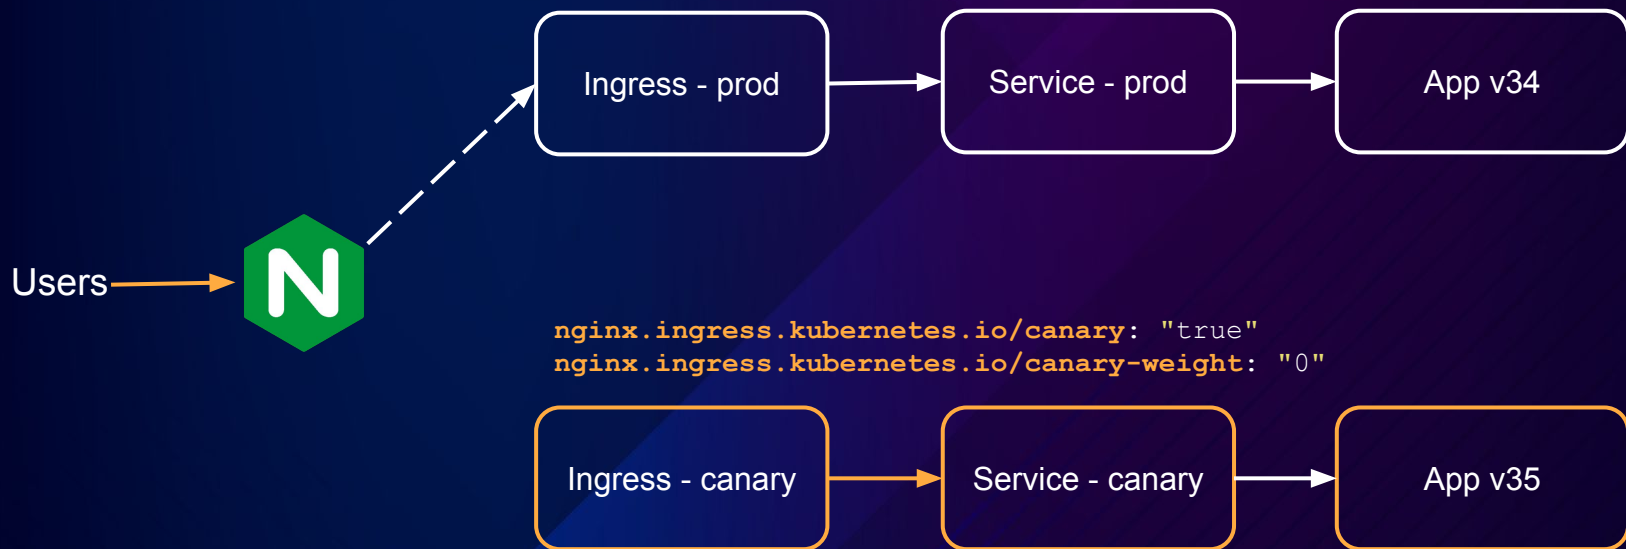 Ingress - prod
Service - prod
App v34
Users
N
nginx.ingress.kubernetes.io/canary: "true"
nginx.ingress.kubernetes.io/canary-weight: "0"
Ingress - canary
Service - canary
App v35